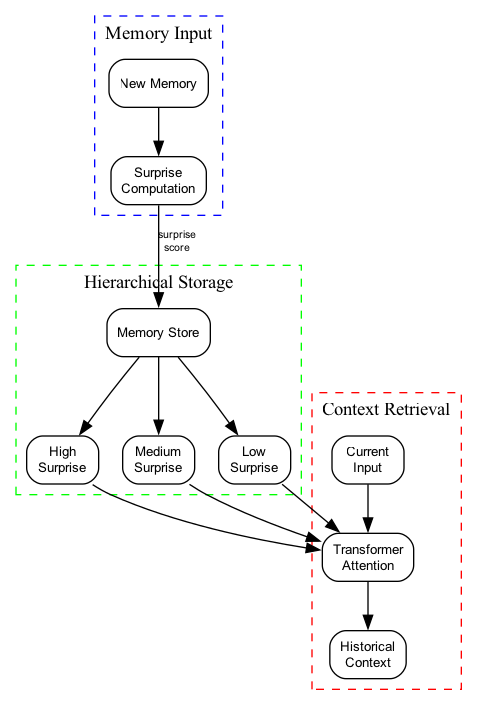 Memory Input
New Memory
Surprise
Computation
surprise
score
Hierarchical Storage
Memory Store
High
Surprise
Medium
Surprise
Low
Surprise
Context Retrieval
Current
Input
Transformer
Attention
Historical
Context